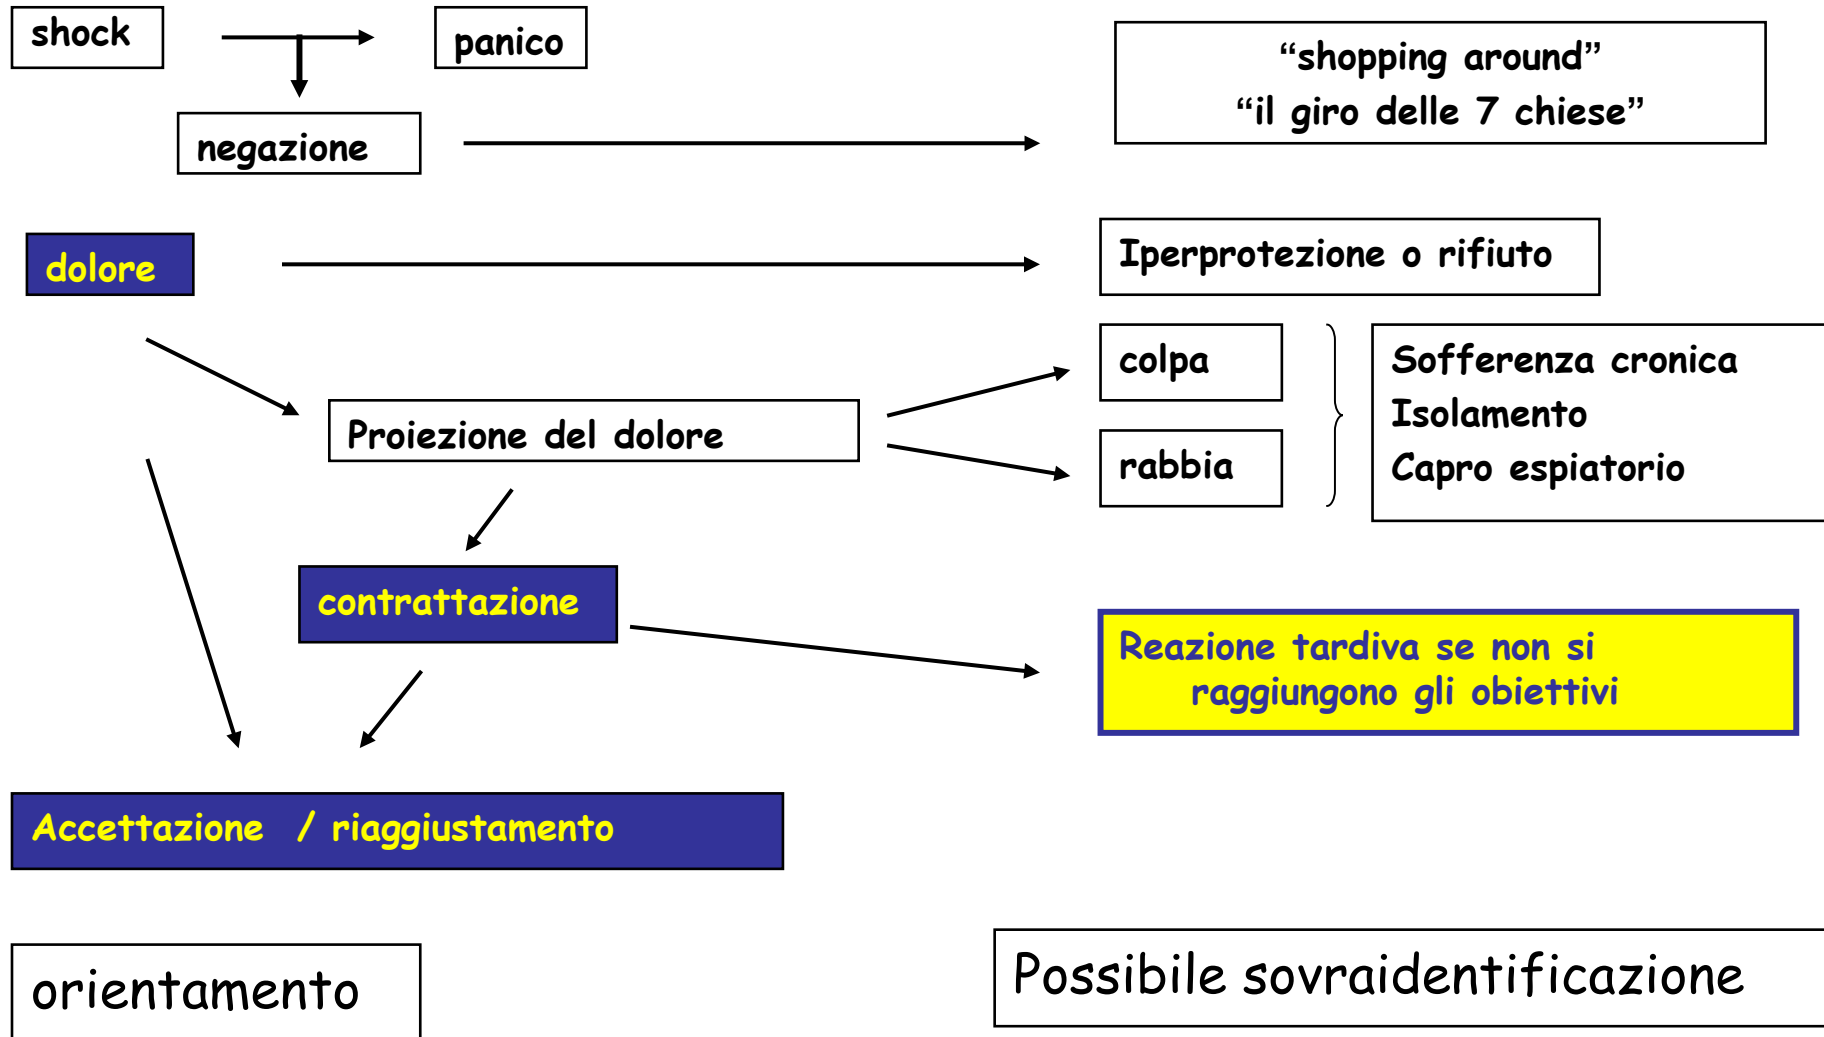 shock
panico
“shopping around”
“il giro delle 7 chiese”
negazione
dolore
Iperprotezione o rifiuto
colpa
Sofferenza cronica
Isolamento
Capro espiatorio
Proiezione del dolore
rabbia
contrattazione
Reazione tardiva se non si
raggiungono gli obiettivi
Accettazione / riaggiustamento
orientamento
Possibile sovraidentificazione